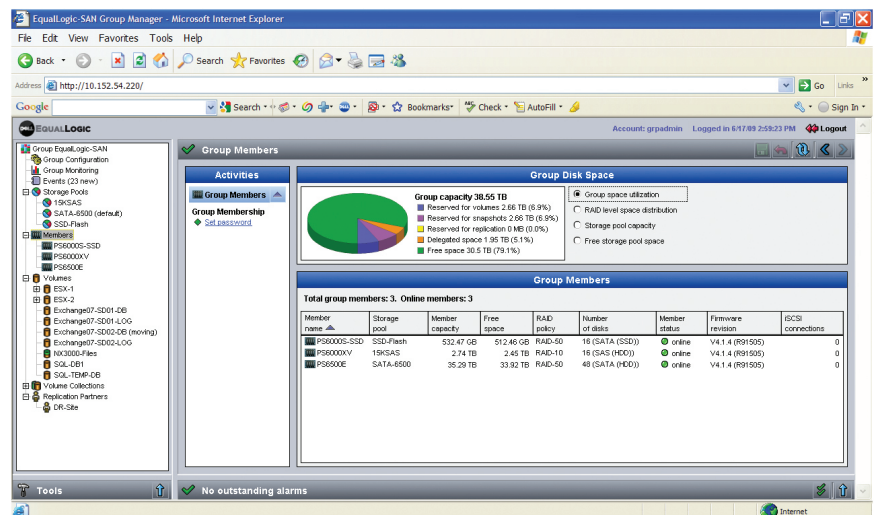 EqualLogic-SAN Group Manager - Microsoft Internet Explorer
File Edit View Favorites Tools Help
Back Search Favorites
Address http://10.152.54.220/ Go Links »
Google Search Bookmarks▾ Check AutoFill Sign In
DELL EQUALLOGIC Account: grpadmin Logged in 6/17/09 2:59:23 PM Logout
Group EqualLogic-SAN
Group Configuration
Group Monitoring
Events (23 new)
Storage Pools
15KSAS
SATA-6500 (default)
SSD-Flash
Members
PS6000S-SSD
PS6000XV
PS6500E
Volumes
ESX-1
ESX-2
Exchange07-SD01-DB
Exchange07-SD01-LOG
Exchange07-SD02-DB (moving)
Exchange07-SD02-LOG
NX3000-Files
SQL-DB1
SQL-TEMP-DB
Volume Collections
Replication Partners
DR-Site
Tools
Group Members
Activities
Group Members
Group Membership
Set password
Group Disk Space
Group capacity 38.55 TB
Reserved for volumes 2.66 TB (6.9%)
Reserved for snapshots 2.66 TB (6.9%)
Reserved for replication 0 MB (0.0%)
Delegated space 1.95 TB (5.1%)
Free space 30.5 TB (79.1%)
Group space utilization
RAID level space distribution
Storage pool capacity
Free storage pool space
Group Members
Total group members: 3. Online members: 3
Member name Storage pool Member capacity Free space RAID policy Number of disks Member status Firmware revision iSCSI connections
PS6000S-SSD SSD-Flash 532.47 GB 512.46 GB RAID-50 16 (SATA (SSD)) online V4.1.4 (R91505) 0
PS6000XV 15KSAS 2.74 TB 2.45 TB RAID-10 16 (SAS (HDD)) online V4.1.4 (R91505) 0
PS6500E SATA-6500 35.29 TB 33.92 TB RAID-50 48 (SATA (HDD)) online V4.1.4 (R91505) 0
No outstanding alarms
Internet